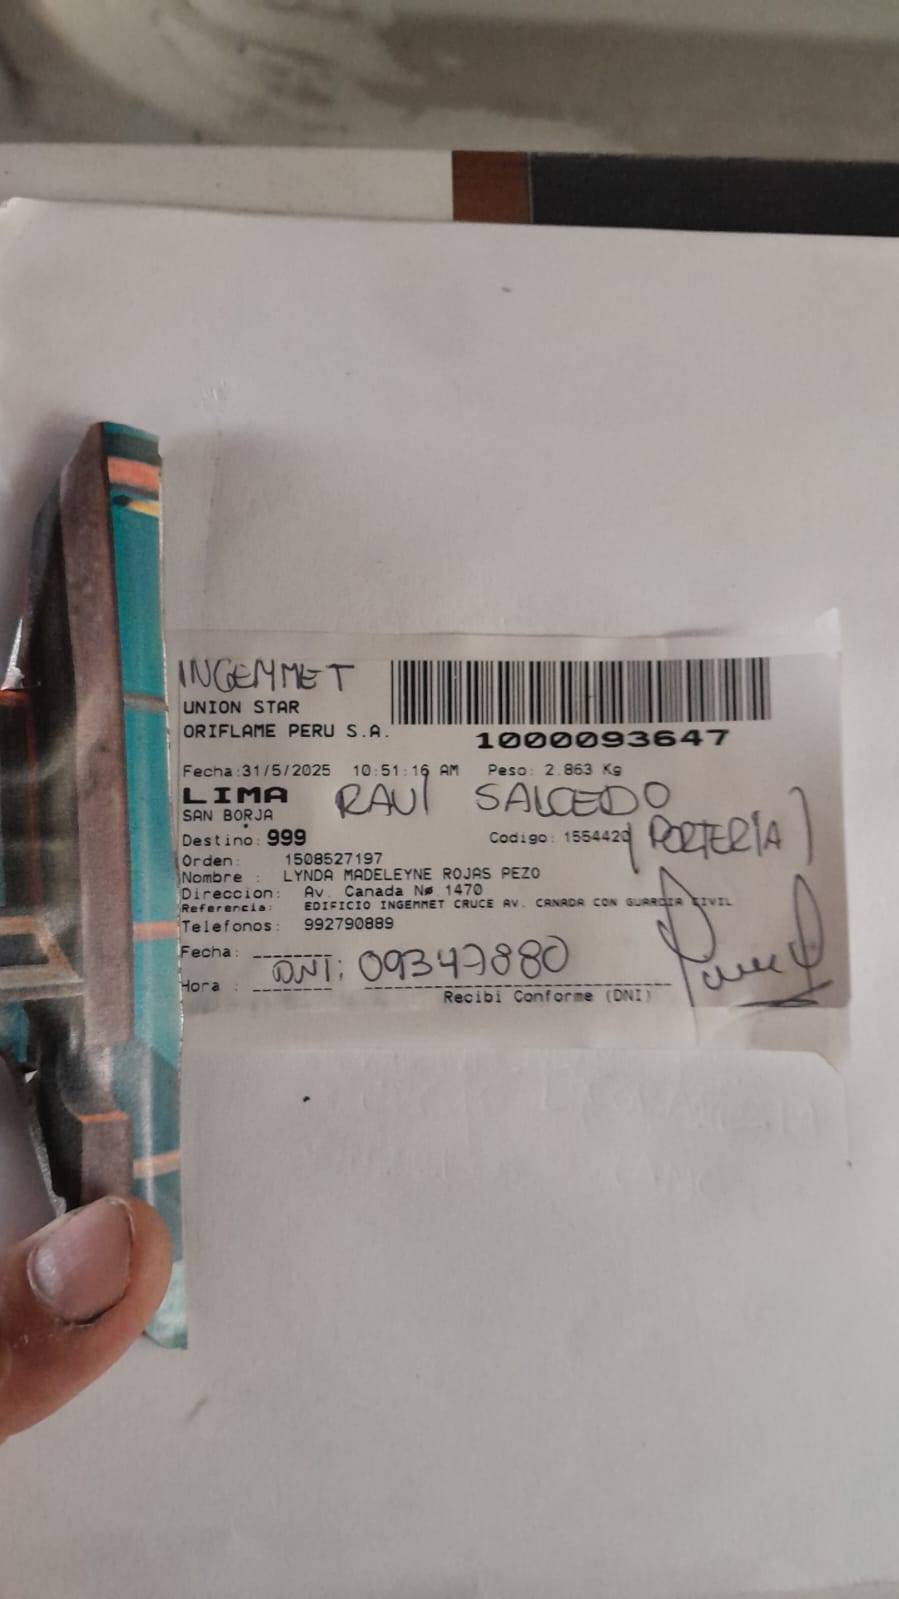 INGEMMET
UNION STAR
ORIFLAME PERU S.A.
1000093647
Fecha:31/5/2025 10:51:16 AM Peso: 2.863 Kg
LIMA RAUL SALCEDO
SAN BORJA
Destino: 999 Codigo: 1554429 (PORTERIA)
Orden: 1508527197
Nombre : LYNDA MADELEYNE ROJAS PEZO
Direccion: Av. Canada Nø 1470
Referencia: EDIFICIO INGEMMET CRUCE AV. CANADA CON GUARDIA CIVIL
Telefonos: 992790889
Fecha:
DNI: 09347880
Hora :
Recibi Conforme (DNI)